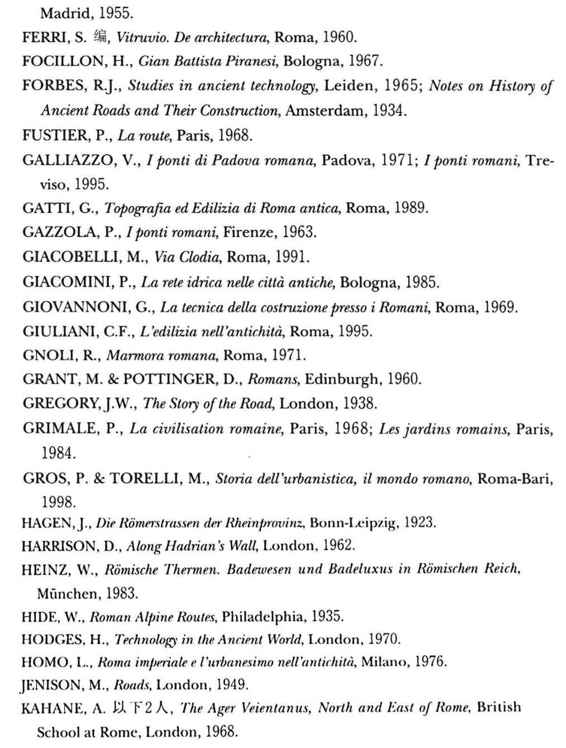 Madrid, 1955.
FERRI, S. 编, Vitruvio. De architectura, Roma, 1960.
FOCILLON, H., Gian Battista Piranesi, Bologna, 1967.
FORBES, R.J., Studies in ancient technology, Leiden, 1965; Notes on History of
Ancient Roads and Their Construction, Amsterdam, 1934.
FUSTIER, P., La route, Paris, 1968.
GALLIAZZO, V., I ponti di Padova romana, Padova, 1971; I ponti romani, Tre-
viso, 1995.
GATTI, G., Topografia ed Edilizia di Roma antica, Roma, 1989.
GAZZOLA, P., I ponti romani, Firenze, 1963.
GIACOBELLI, M., Via Clodia, Roma, 1991.
GIACOMINI, P., La rete idrica nelle città antiche, Bologna, 1985.
GIOVANNONI, G., La tecnica della costruzione presso i Romani, Roma, 1969.
GIULIANI, C.F., L'edilizia nell'antichità, Roma, 1995.
GNOLI, R., Marmora romana, Roma, 1971.
GRANT, M. & POTTINGER, D., Romans, Edinburgh, 1960.
GREGORY, J.W., The Story of the Road, London, 1938.
GRIMALE, P., La civilisation romaine, Paris, 1968; Les jardins romains, Paris,
1984.
GROS, P. & TORELLI, M., Storia dell'urbanistica, il mondo romano, Roma-Bari,
1998.
HAGEN, J., Die Römerstrassen der Rheinprovinz, Bonn-Leipzig, 1923.
HARRISON, D., Along Hadrian's Wall, London, 1962.
HEINZ, W., Römische Thermen. Badewesen und Badeluxus in Römischen Reich,
München, 1983.
HIDE, W., Roman Alpine Routes, Philadelphia, 1935.
HODGES, H., Technology in the Ancient World, London, 1970.
HOMO, L., Roma imperiale e l'urbanesimo nell'antichità, Milano, 1976.
JENISON, M., Roads, London, 1949.
KAHANE, A. 以下2人, The Ager Veientanus, North and East of Rome, British
School at Rome, London, 1968.